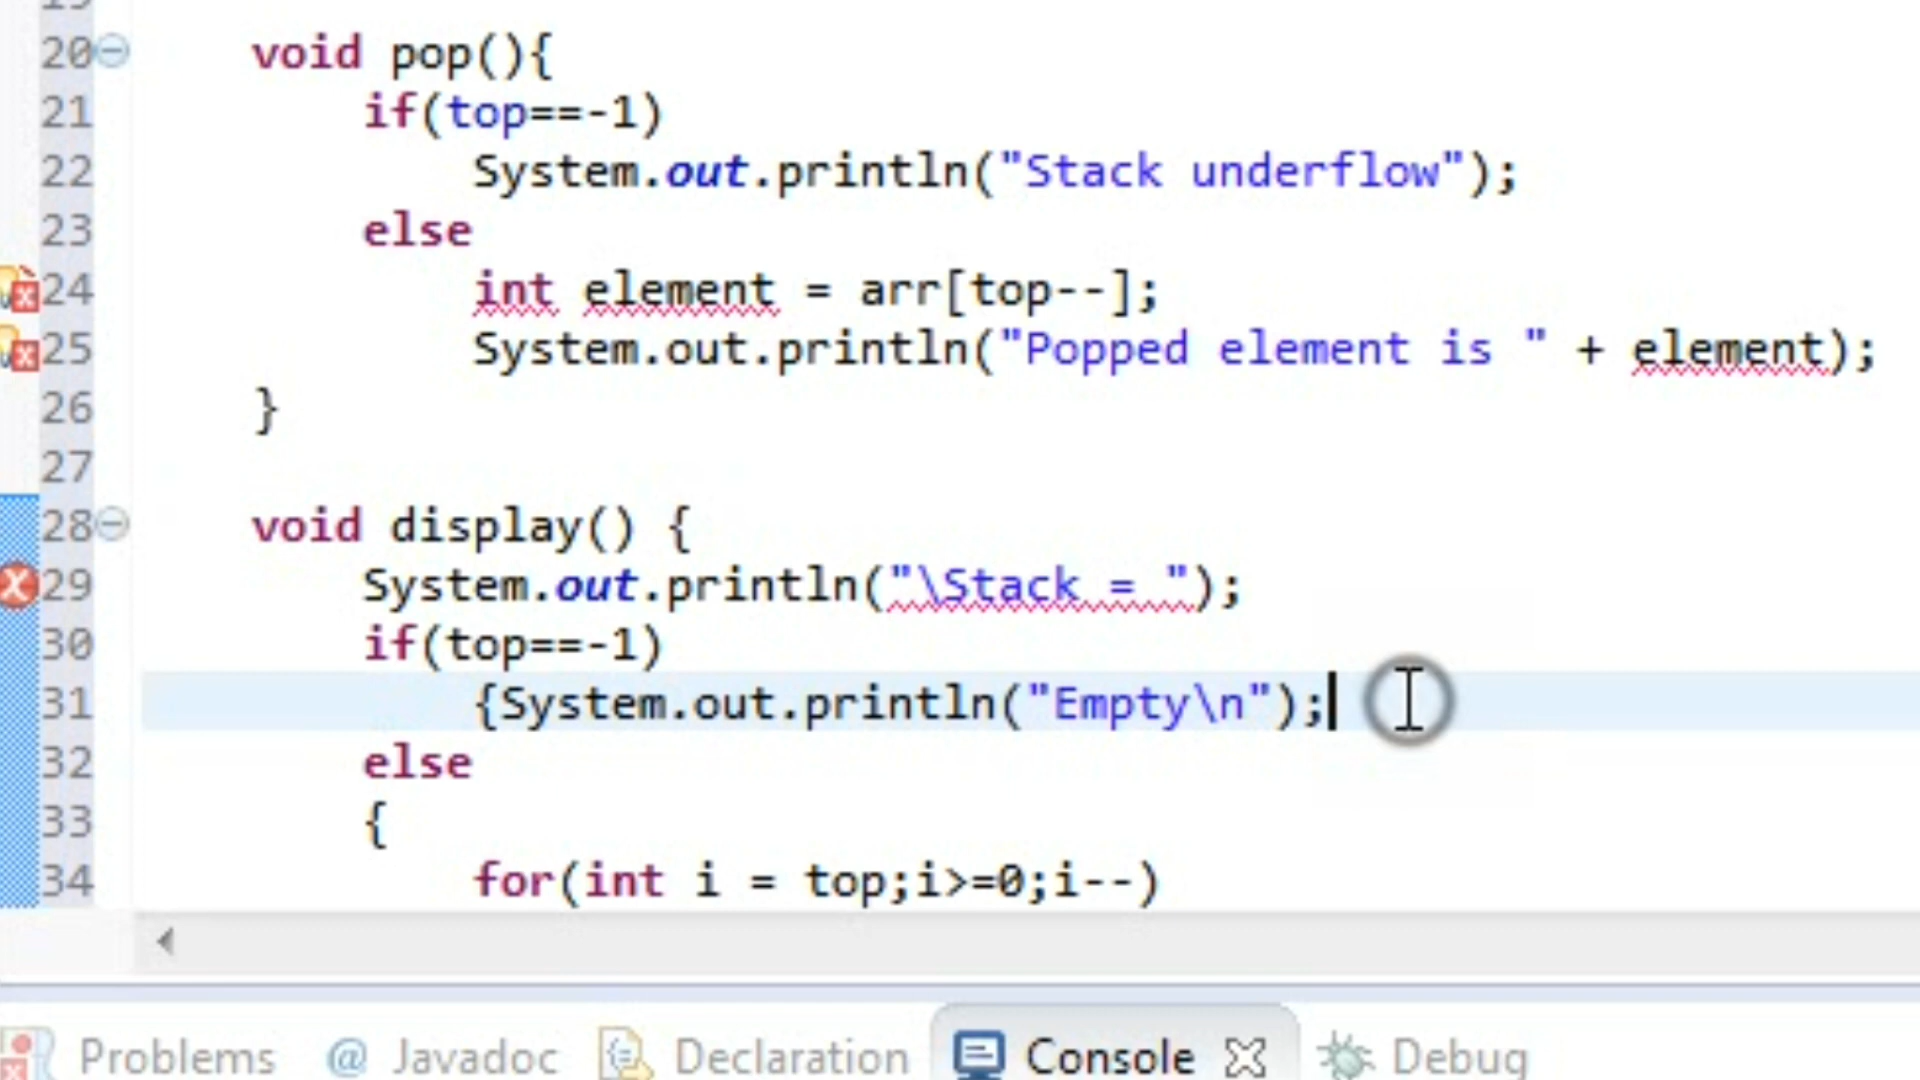 20 void pop(){
21 if(top==-1)
22 System.out.println("Stack underflow");
23 else
24 int element = arr[top--];
25 System.out.println("Popped element is " + element);
26 }
27
28 void display() {
29 System.out.println("\Stack = ");
30 if(top==-1)
31 {System.out.println("Empty\n");
32 else
33 {
34 for(int i = top;i>=0;i--)
Problems @ Javadoc Declaration Console Debug